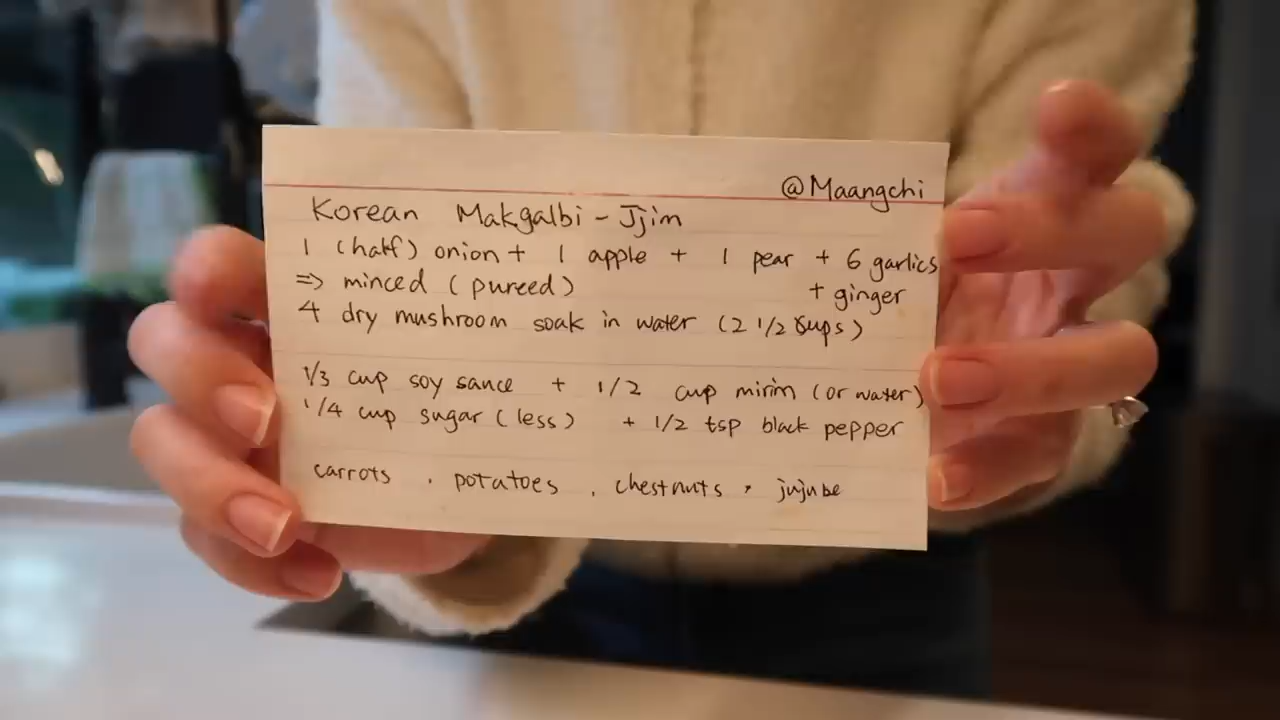 @Maangchi
Korean Makgalbi - Jjim
1 (half) onion + 1 apple + 1 pear + 6 garlics
=> minced (pureed) + ginger
4 dry mushroom soak in water (2 1/2 cups)
1/3 cup soy sance + 1/2 cup mirim (or water)
1/4 cup sugar (less) + 1/2 tsp black pepper
carrots , potatoes , chestnuts , jujube